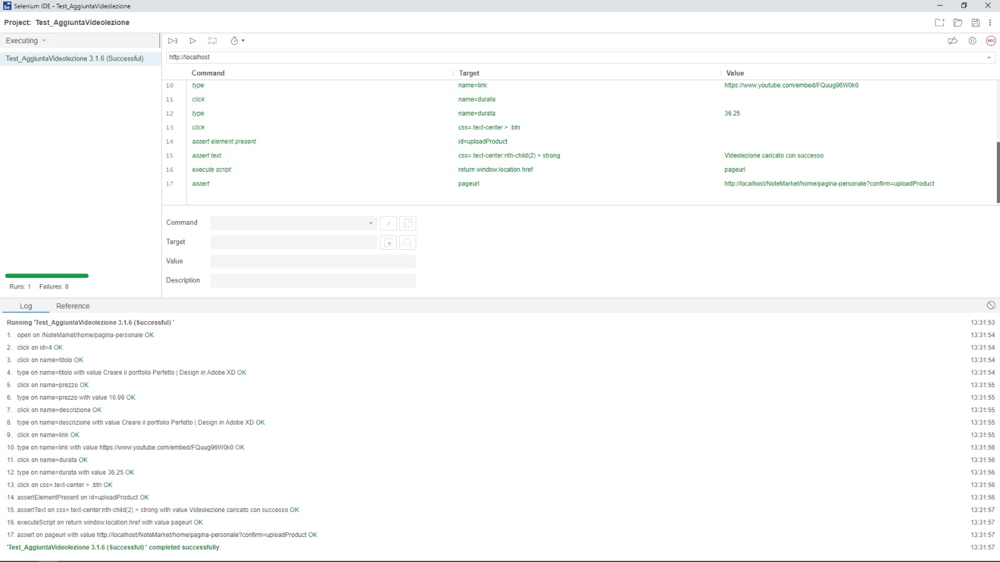 Selenium IDE - Test_AggiuntaVideolezione
Project: Test_AggiuntaVideolezione
Executing
REC
Test_AggiuntaVideolezione 3.1.6 (Successful)
http://localhost
Command Target Value
10 type name=link https://www.youtube.com/embed/FQuug96W0k0
11 click name=durata
12 type name=durata 36.25
13 click css=.text-center > .btn
14 assert element present id=uploadProduct
15 assert text css=.text-center:nth-child(2) > strong Videolezione caricato con successo
16 execute script return window.location.href pageurl
17 assert pageurl http://localhost/NoteMarket/home/pagina-personale?confirm=uploadProduct
Command //
Target
Value
Description
Runs: 1 Failures: 0
Log Reference
Running 'Test_AggiuntaVideolezione 3.1.6 (Successful) ' 13:31:53
1. open on /NoteMarket/home/pagina-personale OK 13:31:54
2. click on id=4 OK 13:31:54
3. click on name=titolo OK 13:31:54
4. type on name=titolo with value Creare il portfolio Perfetto | Design in Adobe XD OK 13:31:54
5. click on name=prezzo OK 13:31:55
6. type on name=prezzo with value 10.99 OK 13:31:55
7. click on name=descrizione OK 13:31:55
8. type on name=descrizione with value Creare il portfolio Perfetto | Design in Adobe XD OK 13:31:55
9. click on name=link OK 13:31:55
10. type on name=link with value https://www.youtube.com/embed/FQuug96W0k0 OK 13:31:56
11. click on name=durata OK 13:31:56
12. type on name=durata with value 36.25 OK 13:31:56
13. click on css=.text-center > .btn OK 13:31:56
14. assertElementPresent on id=uploadProduct OK 13:31:56
15. assertText on css=.text-center:nth-child(2) > strong with value Videolezione caricato con successo OK 13:31:57
16. executeScript on return window.location.href with value pageurl OK 13:31:57
17. assert on pageurl with value http://localhost/NoteMarket/home/pagina-personale?confirm=uploadProduct OK 13:31:57
'Test_AggiuntaVideolezione 3.1.6 (Successful) ' completed successfully 13:31:57